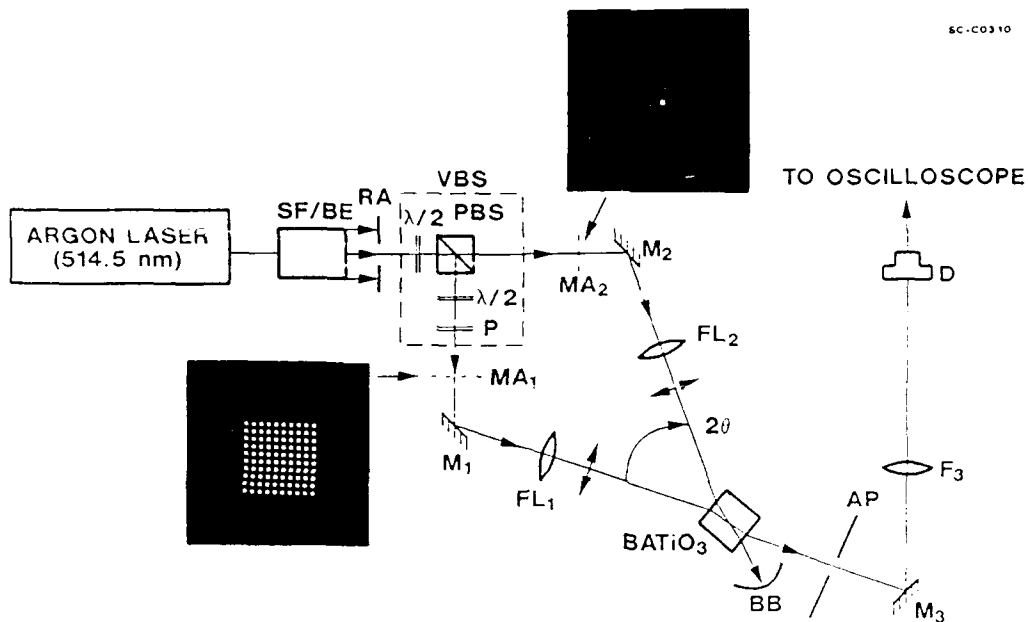 SC-C0310
TO OSCILLOSCOPE
VBS
SF/BE
RA
λ/2
PBS
ARGON LASER
(514.5 nm)
M₂
MA₂
D
λ/2
P
FL₂
MA₁
2θ
M₁
FL₁
F₃
AP
BATiO₃
BB
M₃